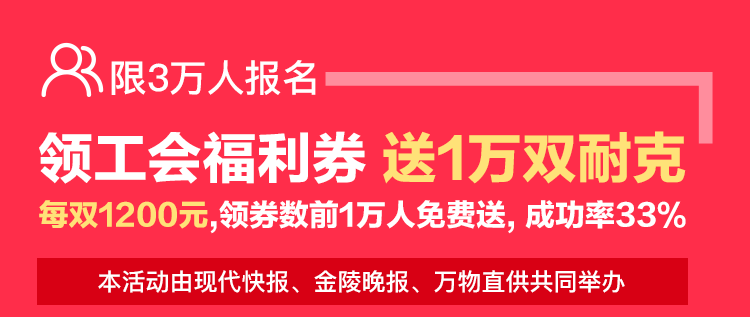 限3万人报名
领工会福利券 送1万双耐克
每双1200元,领券数前1万人免费送, 成功率33%
本活动由现代快报、金陵晚报、万物直供共同举办